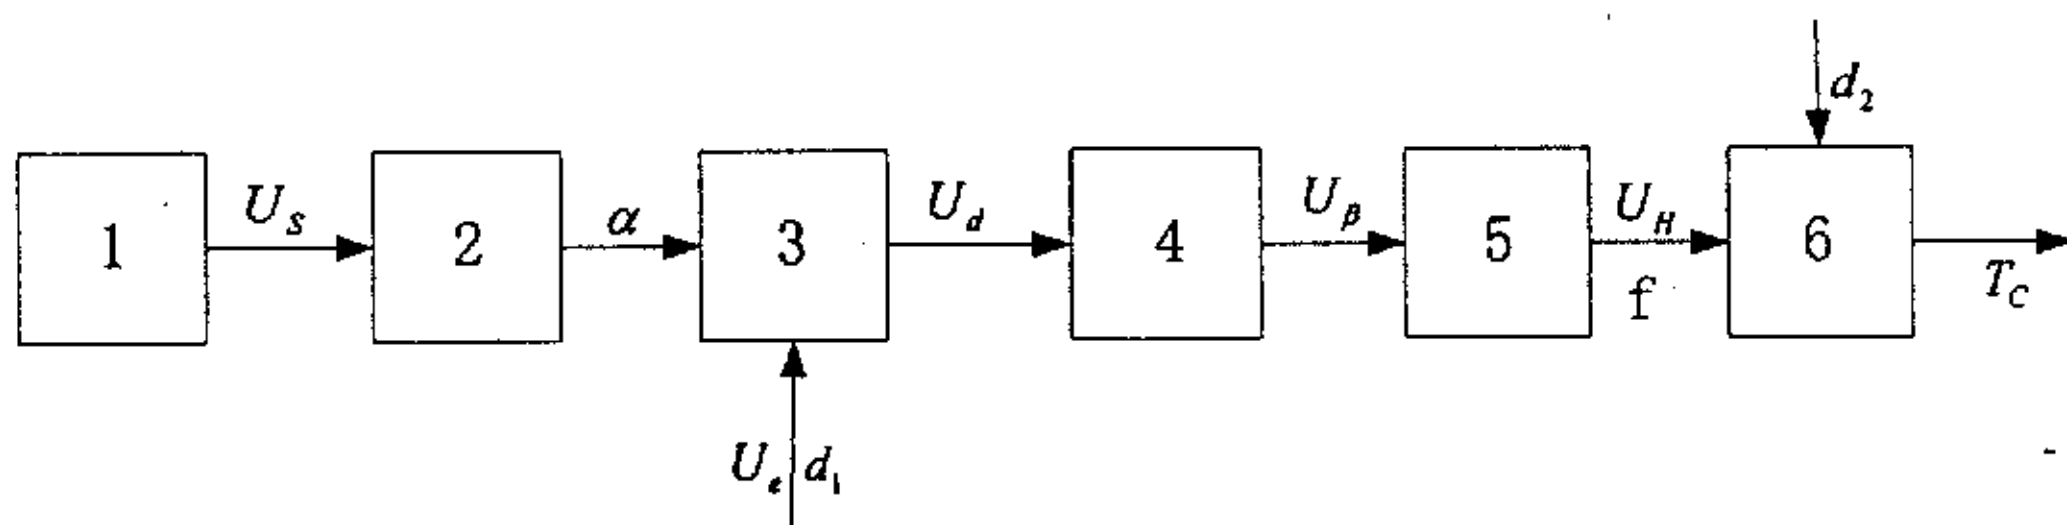 d₂
1 U_S 2 α 3 U_d 4 U_β 5 U_H 6
f T_C
U_e d₁